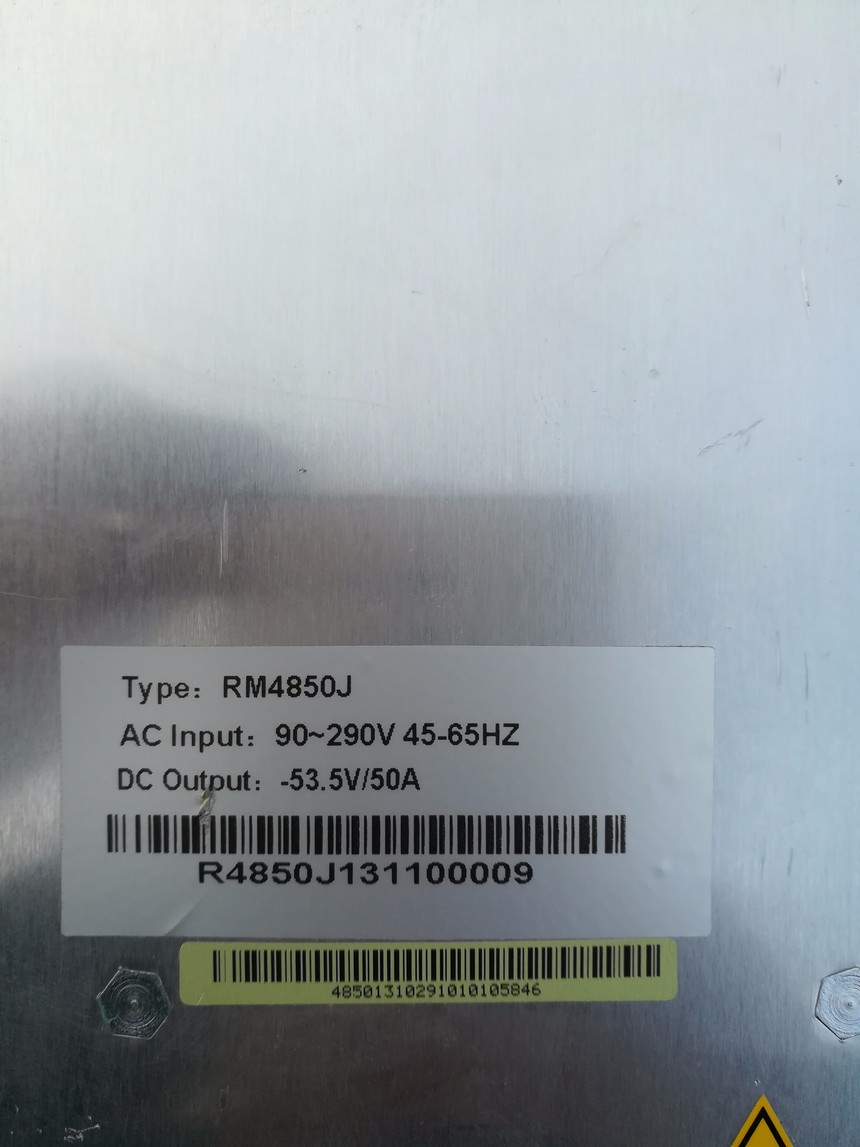 Type：RM4850J
AC Input：90~290V 45-65HZ
DC Output：-53.5V/50A
R4850J131100009
48501310291010105846